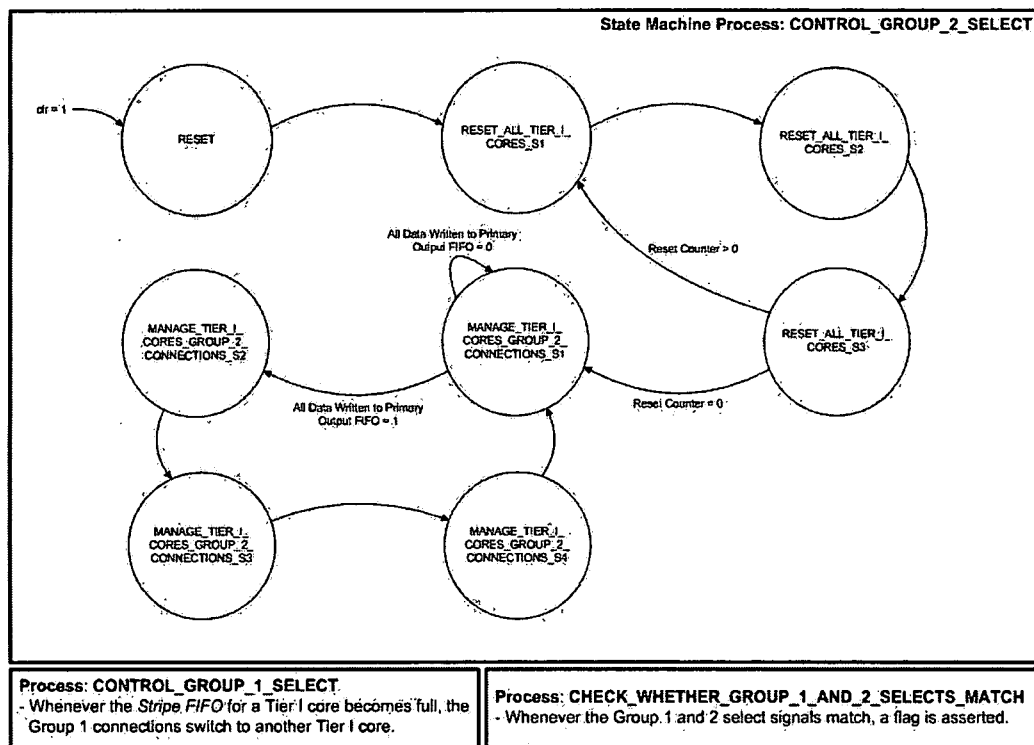 State Machine Process: CONTROL_GROUP_2_SELECT
clr = 1
RESET
RESET_ALL_TIER_I_
CORES_S1
RESET_ALL_TIER_I_
CORES_S2
All Data Written to Primary
Output FIFO = 0
Reset Counter > 0
MANAGE_TIER_I_
CORES_GROUP_2_
CONNECTIONS_S2
MANAGE_TIER_I_
CORES_GROUP_2_
CONNECTIONS_S1
RESET_ALL_TIER_I_
CORES_S3
All Data Written to Primary
Output FIFO = 1
Reset Counter = 0
MANAGE_TIER_I_
CORES_GROUP_2_
CONNECTIONS_S3
MANAGE_TIER_I_
CORES_GROUP_2_
CONNECTIONS_S4
Process: CONTROL_GROUP_1_SELECT
- Whenever the Stripe FIFO for a Tier I core becomes full, the
Group 1 connections switch to another Tier I core.
Process: CHECK_WHETHER_GROUP_1_AND_2_SELECTS_MATCH
- Whenever the Group 1 and 2 select signals match, a flag is asserted.